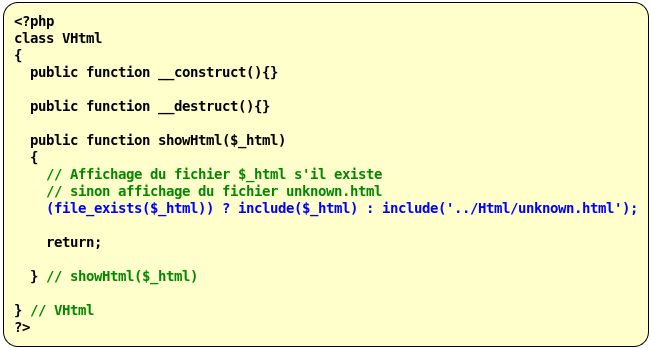 <?php
class VHtml
{
  public function __construct(){}

  public function __destruct(){}

  public function showHtml($_html)
  {
    // Affichage du fichier $_html s'il existe
    // sinon affichage du fichier unknown.html
    (file_exists($_html)) ? include($_html) : include('../Html/unknown.html');

    return;

  } // showHtml($_html)

} // VHtml
?>